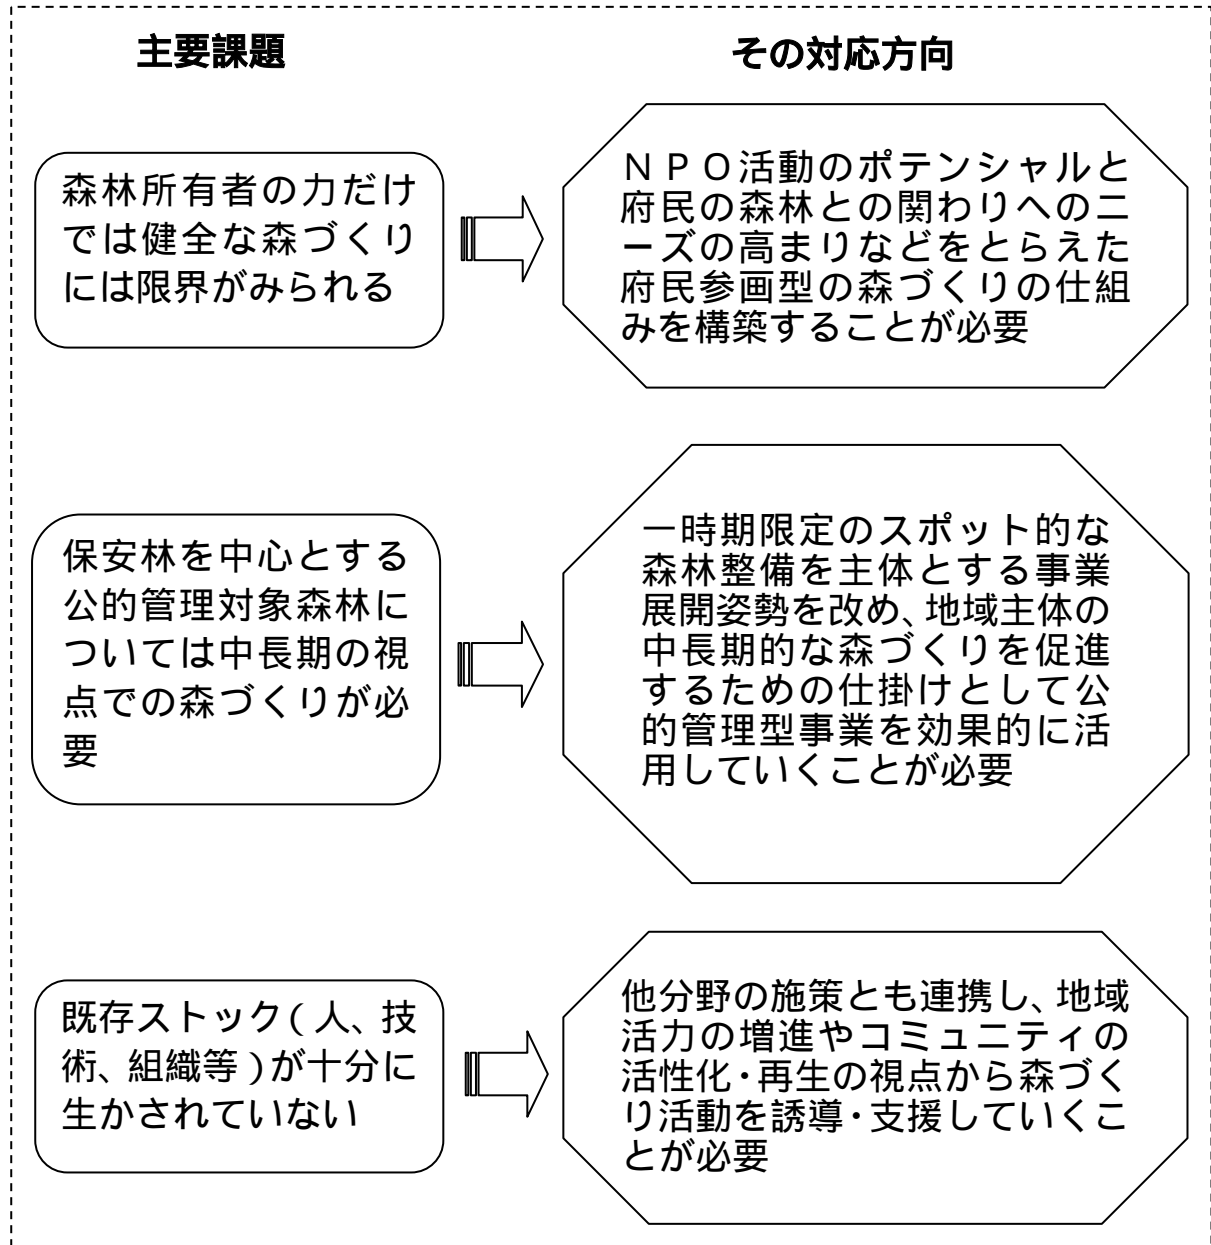 主要課題
その対応方向
森林所有者の力だけ
では健全な森づくり
には限界がみられる
ＮＰＯ活動のポテンシャルと
府民の森林との関わりへのニ
ーズの高まりなどをとらえた
府民参画型の森づくりの仕組
みを構築することが必要
保安林を中心とする
公的管理対象森林に
ついては中長期の視
点での森づくりが必
要
一時期限定のスポット的な
森林整備を主体とする事業
展開姿勢を改め、地域主体の
中長期的な森づくりを促進
するための仕掛けとして公
的管理型事業を効果的に活
用していくことが必要
既存ストック（人、技
術、組織等）が十分に
生かされていない
他分野の施策とも連携し、地域
活力の増進やコミュニティの
活性化・再生の視点から森づく
り活動を誘導・支援していくこ
とが必要